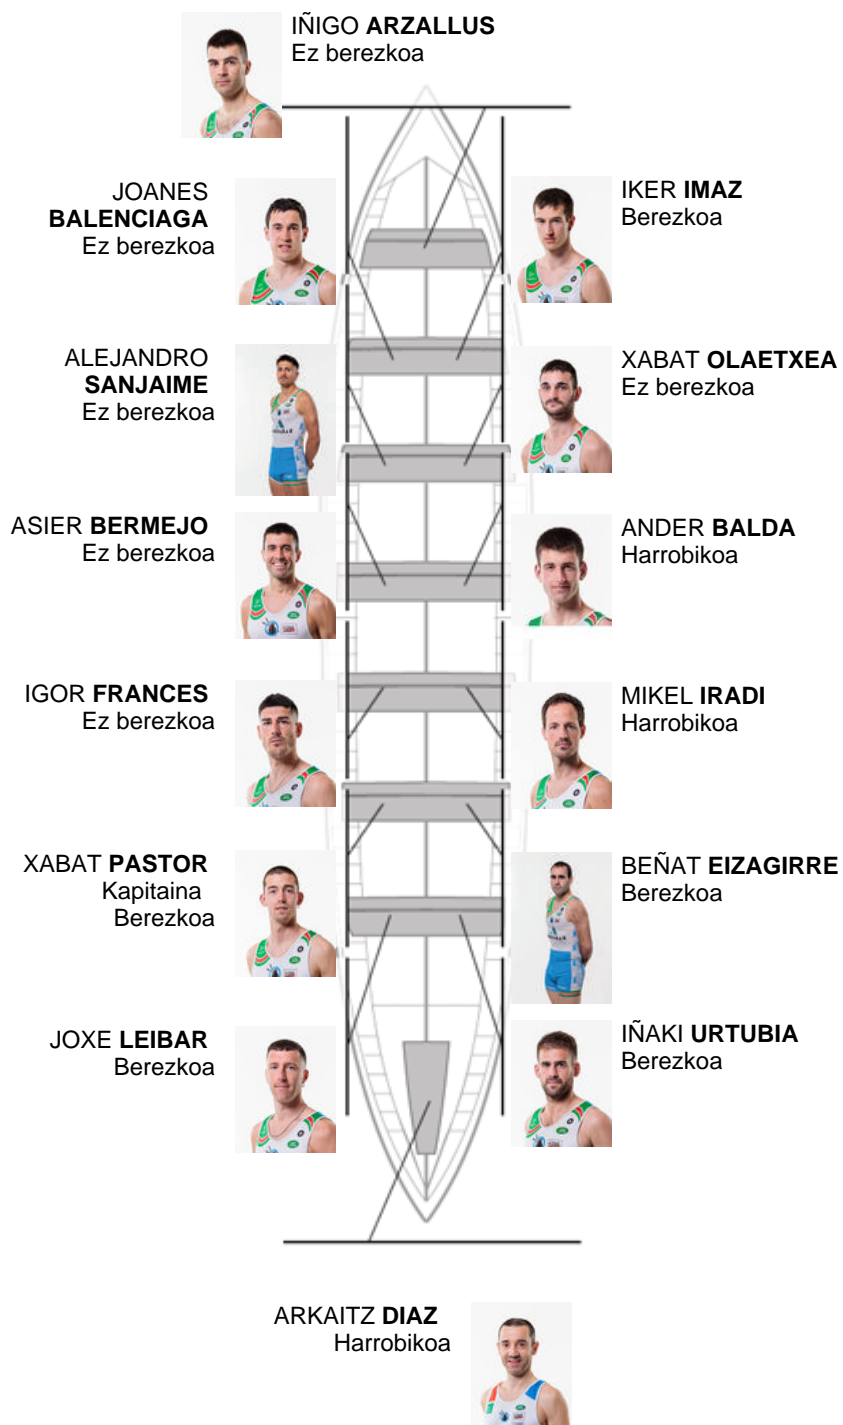 IÑIGO ARZALLUS
Ez berezkoa
JOANES
BALENCIAGA
Ez berezkoa
IKER IMAZ
Berezkoa
ALEJANDRO
SANJAIME
Ez berezkoa
XABAT OLAETXEA
Ez berezkoa
ASIER BERMEJO
Ez berezkoa
ANDER BALDA
Harrobikoa
IGOR FRANCES
Ez berezkoa
MIKEL IRADI
Harrobikoa
XABAT PASTOR
Kapitaina
Berezkoa
BEÑAT EIZAGIRRE
Berezkoa
JOXE LEIBAR
Berezkoa
IÑAKI URTUBIA
Berezkoa
ARKAITZ DIAZ
Harrobikoa